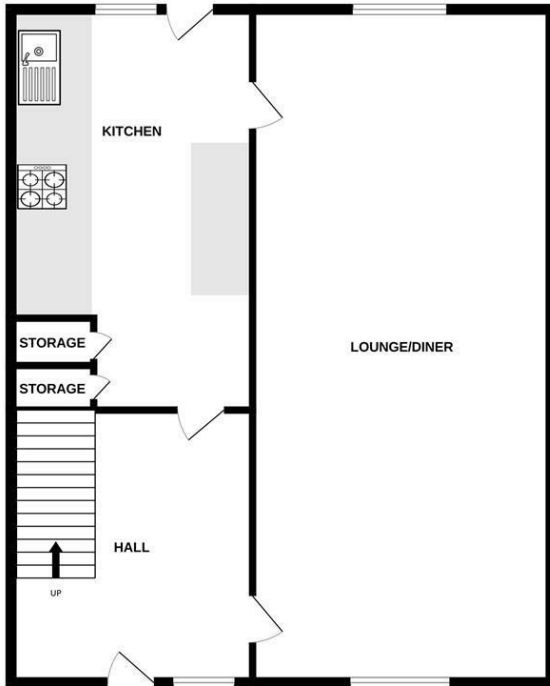 KITCHEN
STORAGE
LOUNGE/DINER
STORAGE
HALL
UP